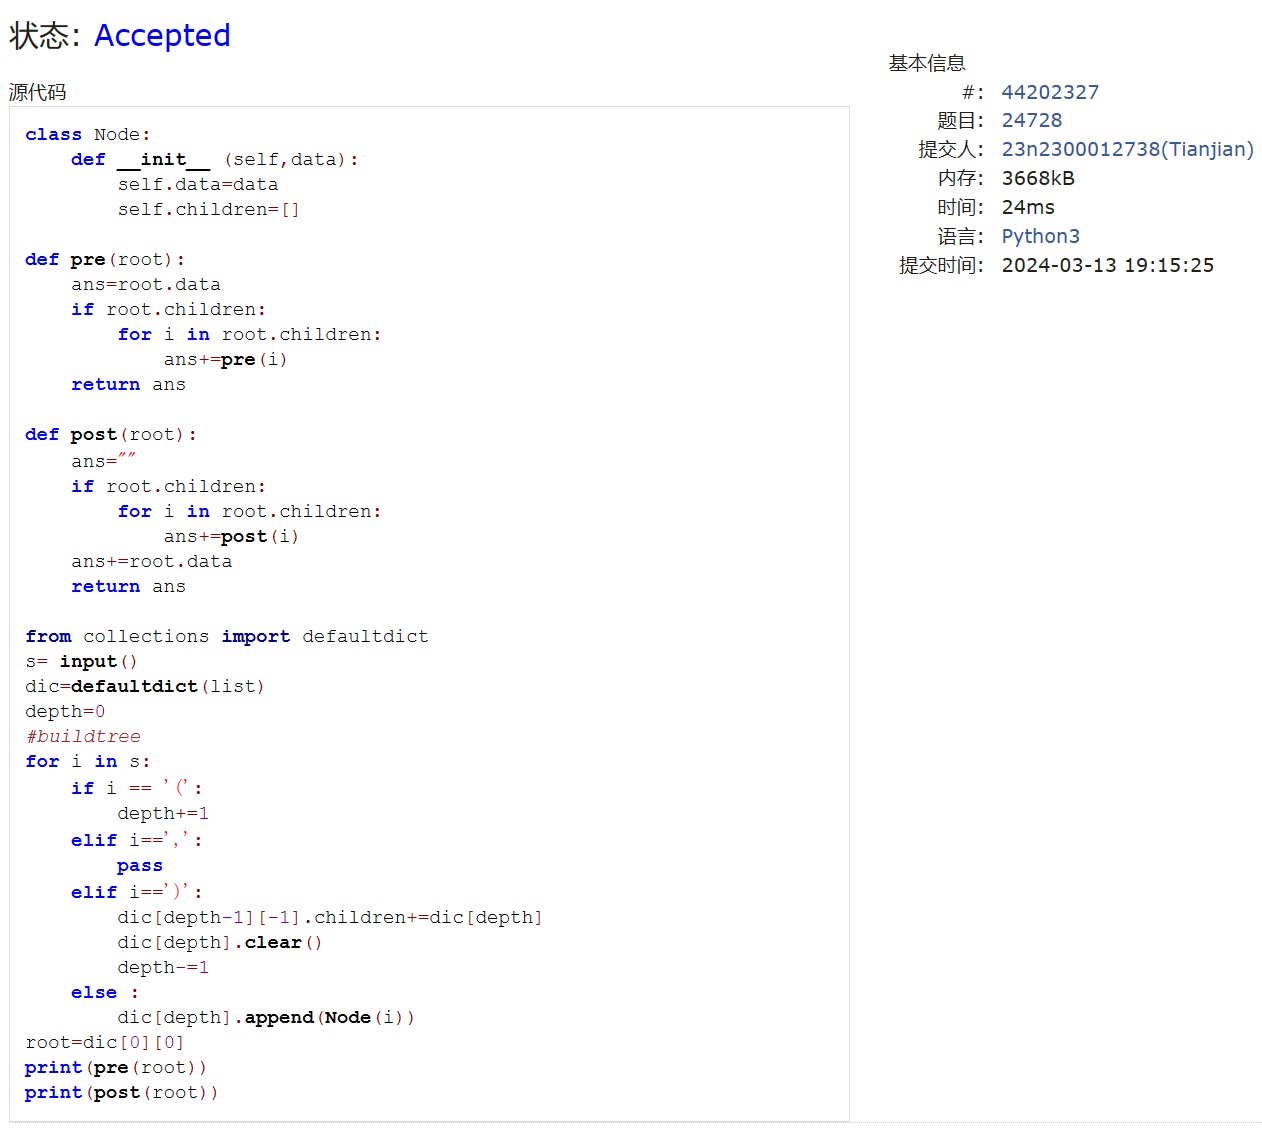 状态: Accepted
源代码
class Node:
    def __init__ (self,data):
        self.data=data
        self.children=[]

def pre(root):
    ans=root.data
    if root.children:
        for i in root.children:
            ans+=pre(i)
    return ans

def post(root):
    ans=""
    if root.children:
        for i in root.children:
            ans+=post(i)
    ans+=root.data
    return ans

from collections import defaultdict
s= input()
dic=defaultdict(list)
depth=0
#buildtree
for i in s:
    if i == '(':
        depth+=1
    elif i==',':
        pass
    elif i==')':
        dic[depth-1][-1].children+=dic[depth]
        dic[depth].clear()
        depth-=1
    else :
        dic[depth].append(Node(i))
root=dic[0][0]
print(pre(root))
print(post(root))
基本信息
#: 44202327
题目: 24728
提交人: 23n2300012738(Tianjian)
内存: 3668kB
时间: 24ms
语言: Python3
提交时间: 2024-03-13 19:15:25